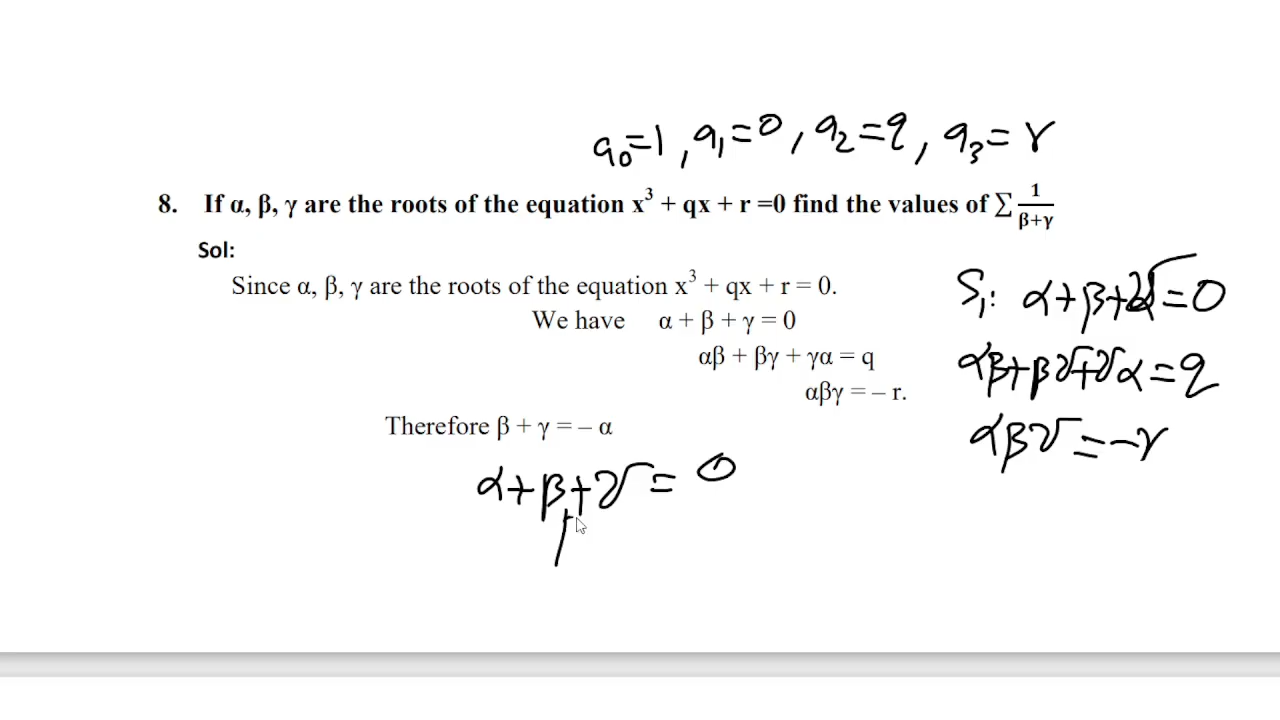 a₀=1, a₁=0, a₂=q, a₃=r
8. If α, β, γ are the roots of the equation x³ + qx + r =0 find the values of ∑ 1/(β+γ)
Sol:
Since α, β, γ are the roots of the equation x³ + qx + r = 0.
We have α + β + γ = 0
αβ + βγ + γα = q
αβγ = – r.
Therefore β + γ = – α
α+β+γ=0
S₁: α+β+γ=0
αβ+βγ+γα=q
αβγ=-r